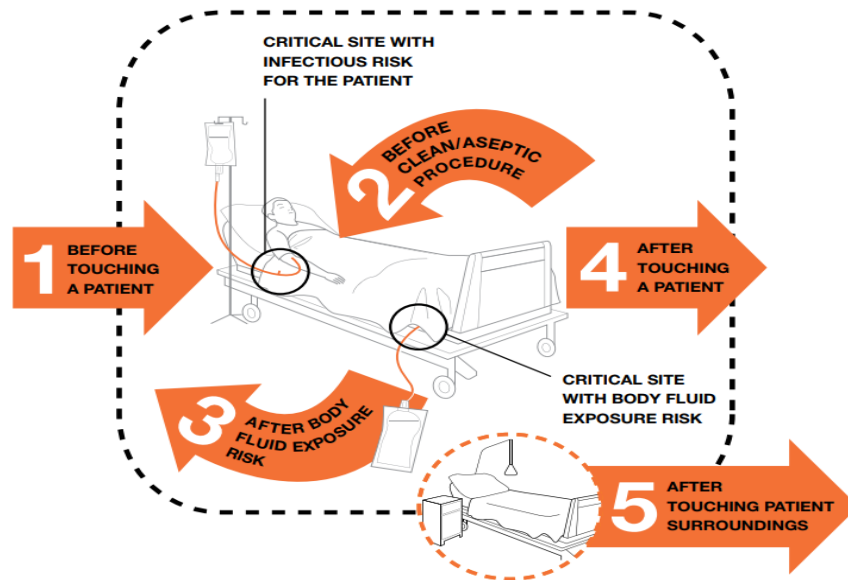 CRITICAL SITE WITH
INFECTIOUS RISK
FOR THE PATIENT
2 BEFORE
CLEAN/ASEPTIC
PROCEDURE
1 BEFORE
TOUCHING
A PATIENT
4 AFTER
TOUCHING
A PATIENT
CRITICAL SITE
WITH BODY FLUID
EXPOSURE RISK
3 AFTER BODY
FLUID EXPOSURE
RISK
5 AFTER
TOUCHING PATIENT
SURROUNDINGS